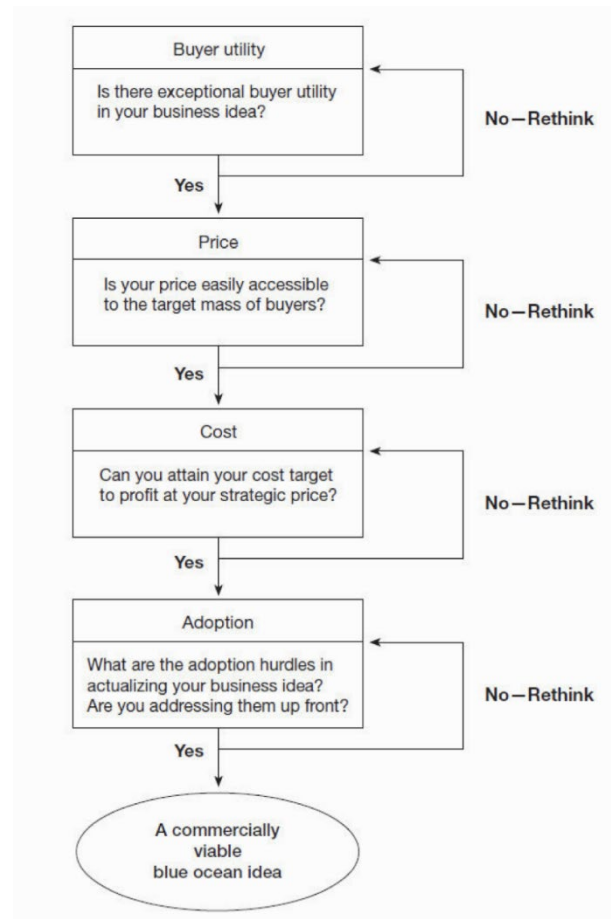 Buyer utility
Is there exceptional buyer utility
in your business idea?
No—Rethink
Yes
Price
Is your price easily accessible
to the target mass of buyers?
No—Rethink
Yes
Cost
Can you attain your cost target
to profit at your strategic price?
No—Rethink
Yes
Adoption
What are the adoption hurdles in
actualizing your business idea?
Are you addressing them up front?
No—Rethink
Yes
A commercially
viable
blue ocean idea